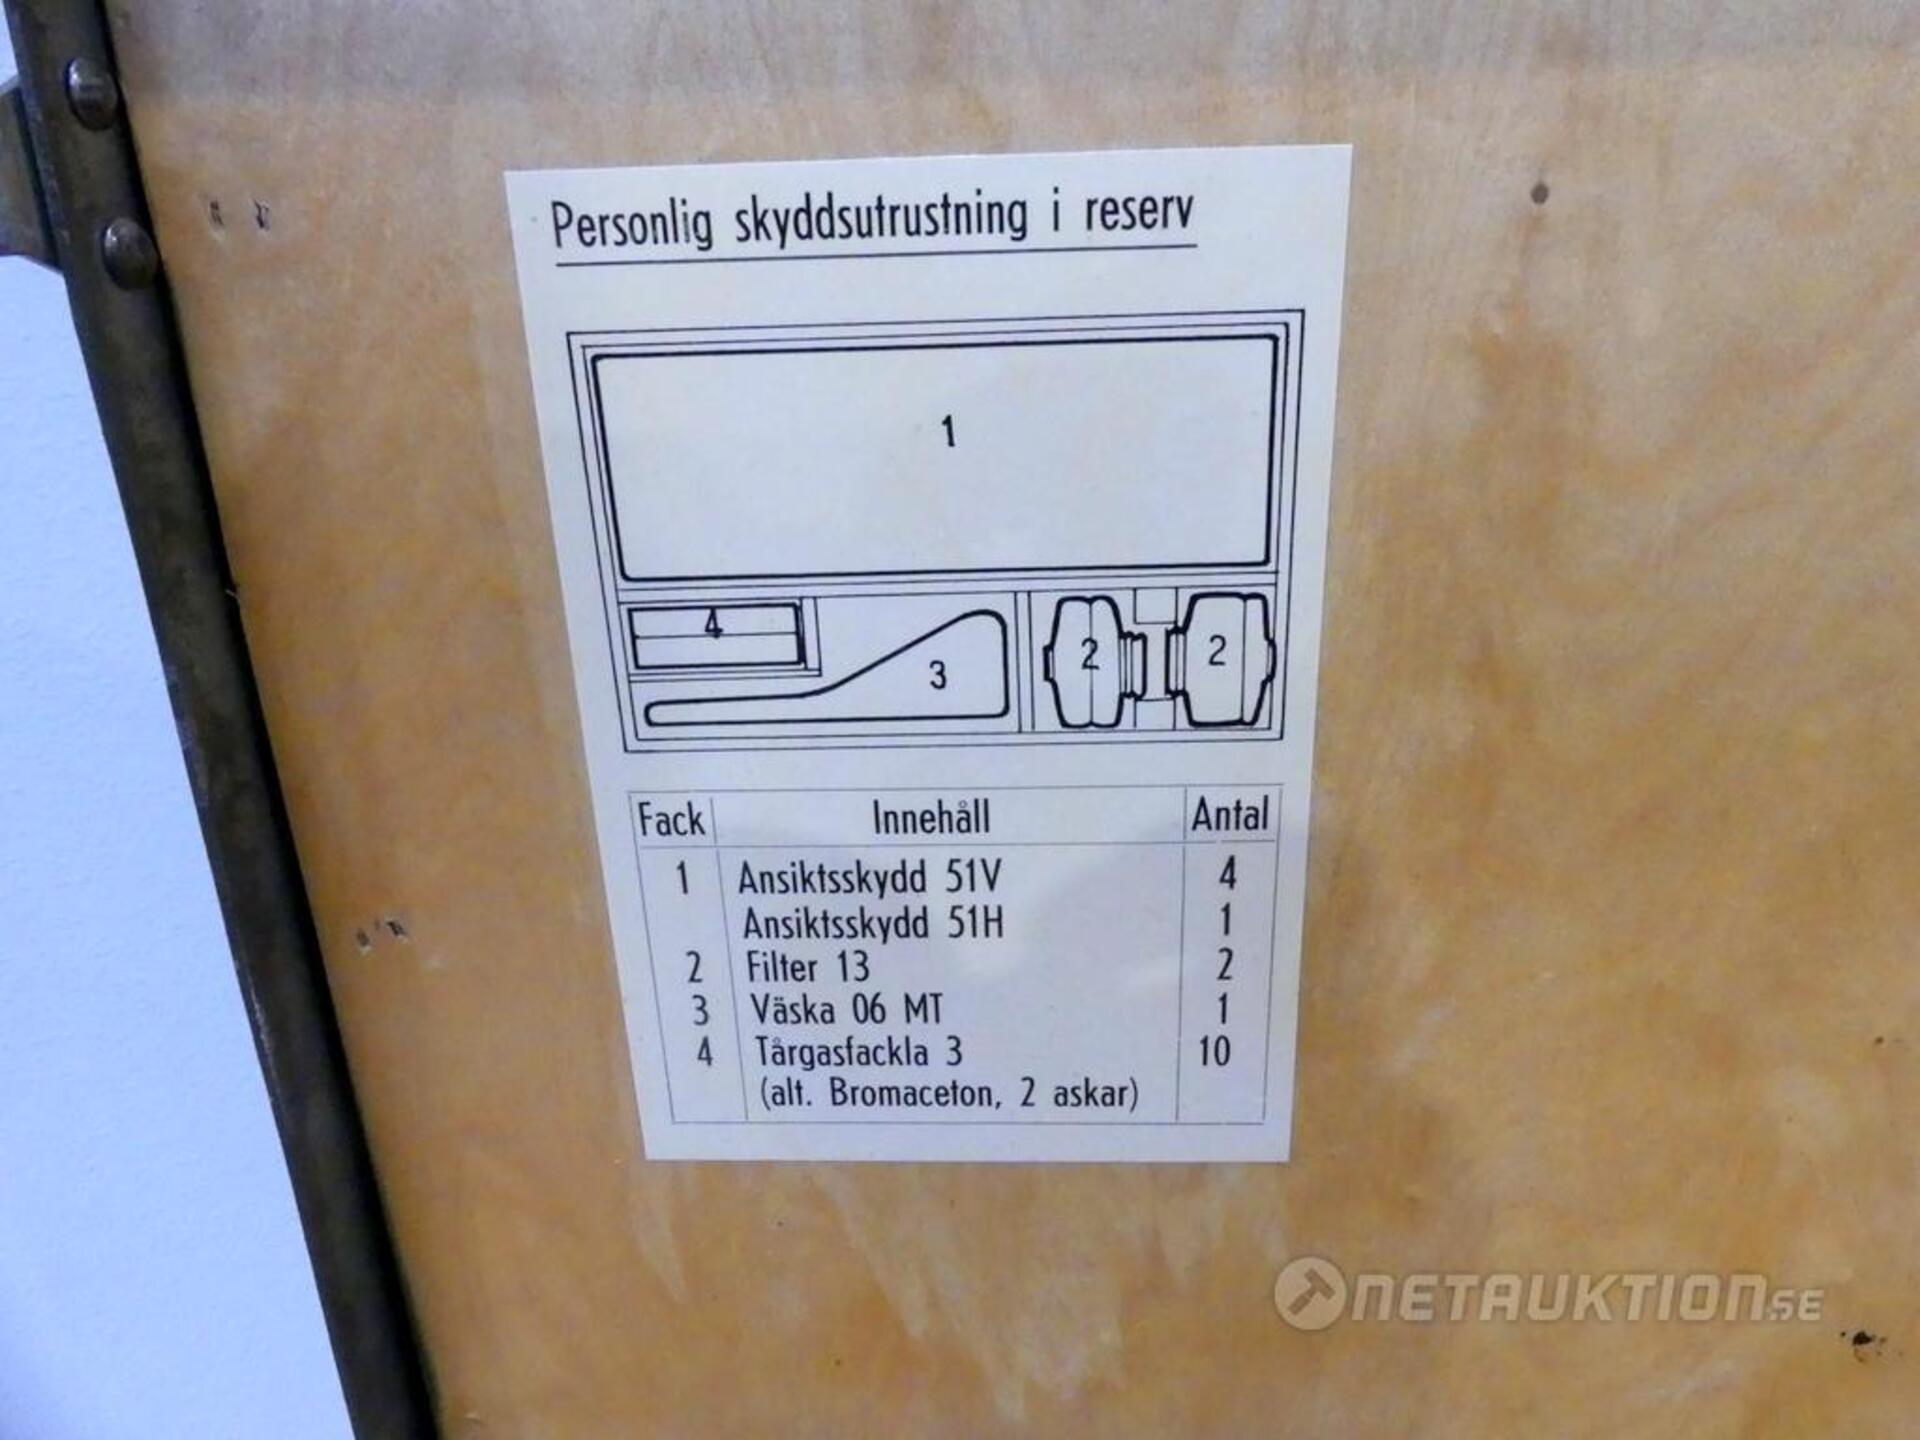 Personlig skyddsutrustning i reserv
1
4
3
2
2
Fack Innehåll Antal
1 Ansiktsskydd 51V 4
Ansiktsskydd 51H 1
2 Filter 13 2
3 Väska 06 MT 1
4 Tårgasfackla 3 10
(alt. Bromaceton, 2 askar)
NETAUKTION.SE